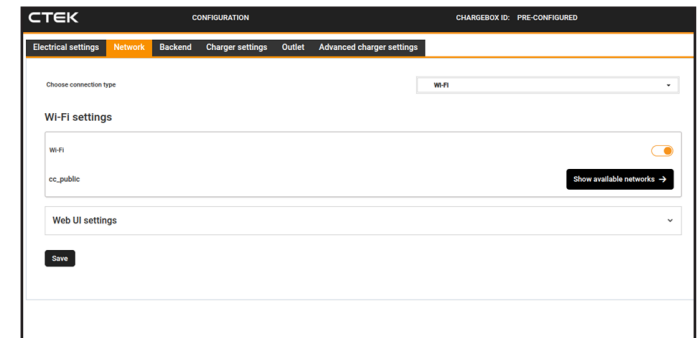 CTEK CONFIGURATION CHARGEBOX ID: PRE-CONFIGURED
Electrical settings Network Backend Charger settings Outlet Advanced charger settings
Choose connection type Wi-Fi
Wi-Fi settings
Wi-Fi
cc_public Show available networks →
Web UI settings
Save